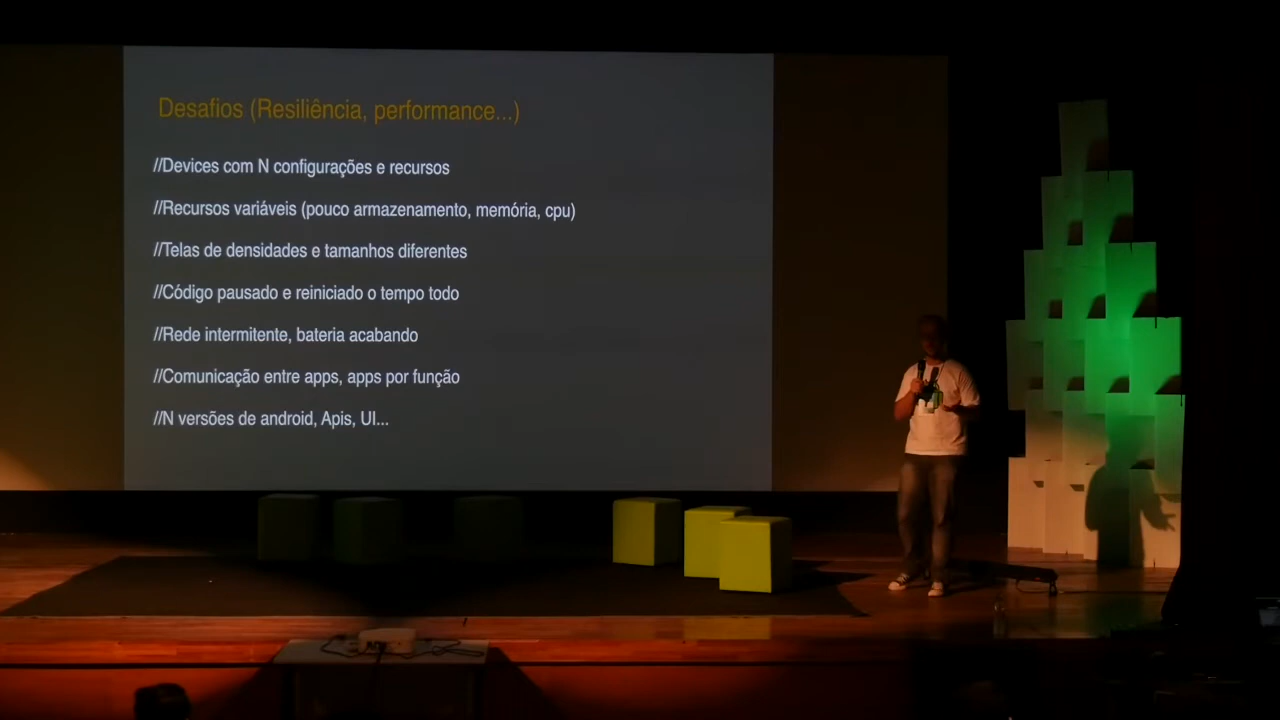 Desafios (Resiliência, performance...)
//Devices com N configurações e recursos
//Recursos variáveis (pouco armazenamento, memória, cpu)
//Telas de densidades e tamanhos diferentes
//Código pausado e reiniciado o tempo todo
//Rede intermitente, bateria acabando
//Comunicação entre apps, apps por função
//N versões de android, Apis, UI...